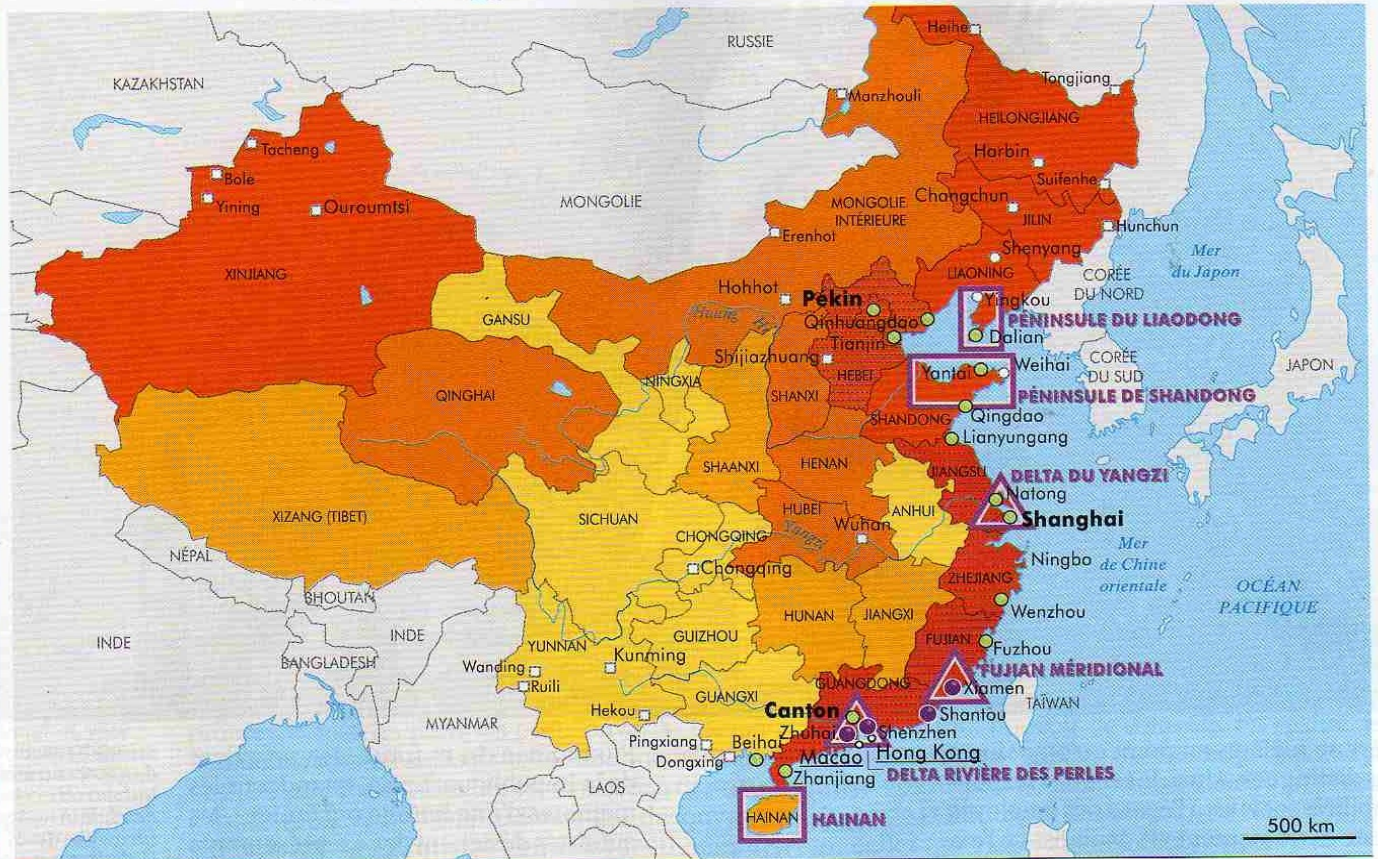 RUSSIE
KAZAKHSTAN
Heihe
Tongjiang
Manzhouli
HEILONGJIANG
Harbin
Suifenhe
Tacheng
Bole
Yining
Ouroumtsi
MONGOLIE
MONGOLIE
INTÉRIEURE
Changchun
JILIN
Hunchun
Erenhot
Shenyang
LIAONING
Mer
du Japon
XINJIANG
CORÉE
DU NORD
Hohhot
Pékin
Yingkou
GANSU
Huang He
Qinhuangdao
PÉNINSULE DU LIAODONG
Tianjin
Dalian
Shijiazhuang
HEBEI
CORÉE
DU SUD
JAPON
Yantai
Weihai
NINGXIA
QINGHAI
SHANXI
PÉNINSULE DE SHANDONG
SHANDONG
Qingdao
Lianyungang
SHAANXI
HENAN
JIANGSU
DELTA DU YANGZI
Natong
XIZANG (TIBET)
SICHUAN
HUBEI
ANHUI
Shanghai
CHONGQING
Wuhan
Yangzi
Mer
de Chine
orientale
Ningbo
NÉPAL
Chongqing
ZHEJIANG
OCÉAN
PACIFIQUE
BHOUTAN
Wenzhou
INDE
INDE
HUNAN
JIANGXI
GUIZHOU
YUNNAN
Kunming
FUJIAN
Fuzhou
BANGLADESH
Wanding
Ruili
FUJIAN MÉRIDIONAL
GUANGXI
GUANGDONG
Xiamen
TAÏWAN
Hekou
Canton
Shantou
MYANMAR
Zhuhai
Shenzhen
Pingxiang
Beihai
Macao
Hong Kong
Dongxing
Zhanjiang
DELTA RIVIÈRE DES PERLES
LAOS
HAINAN
HAINAN
500 km